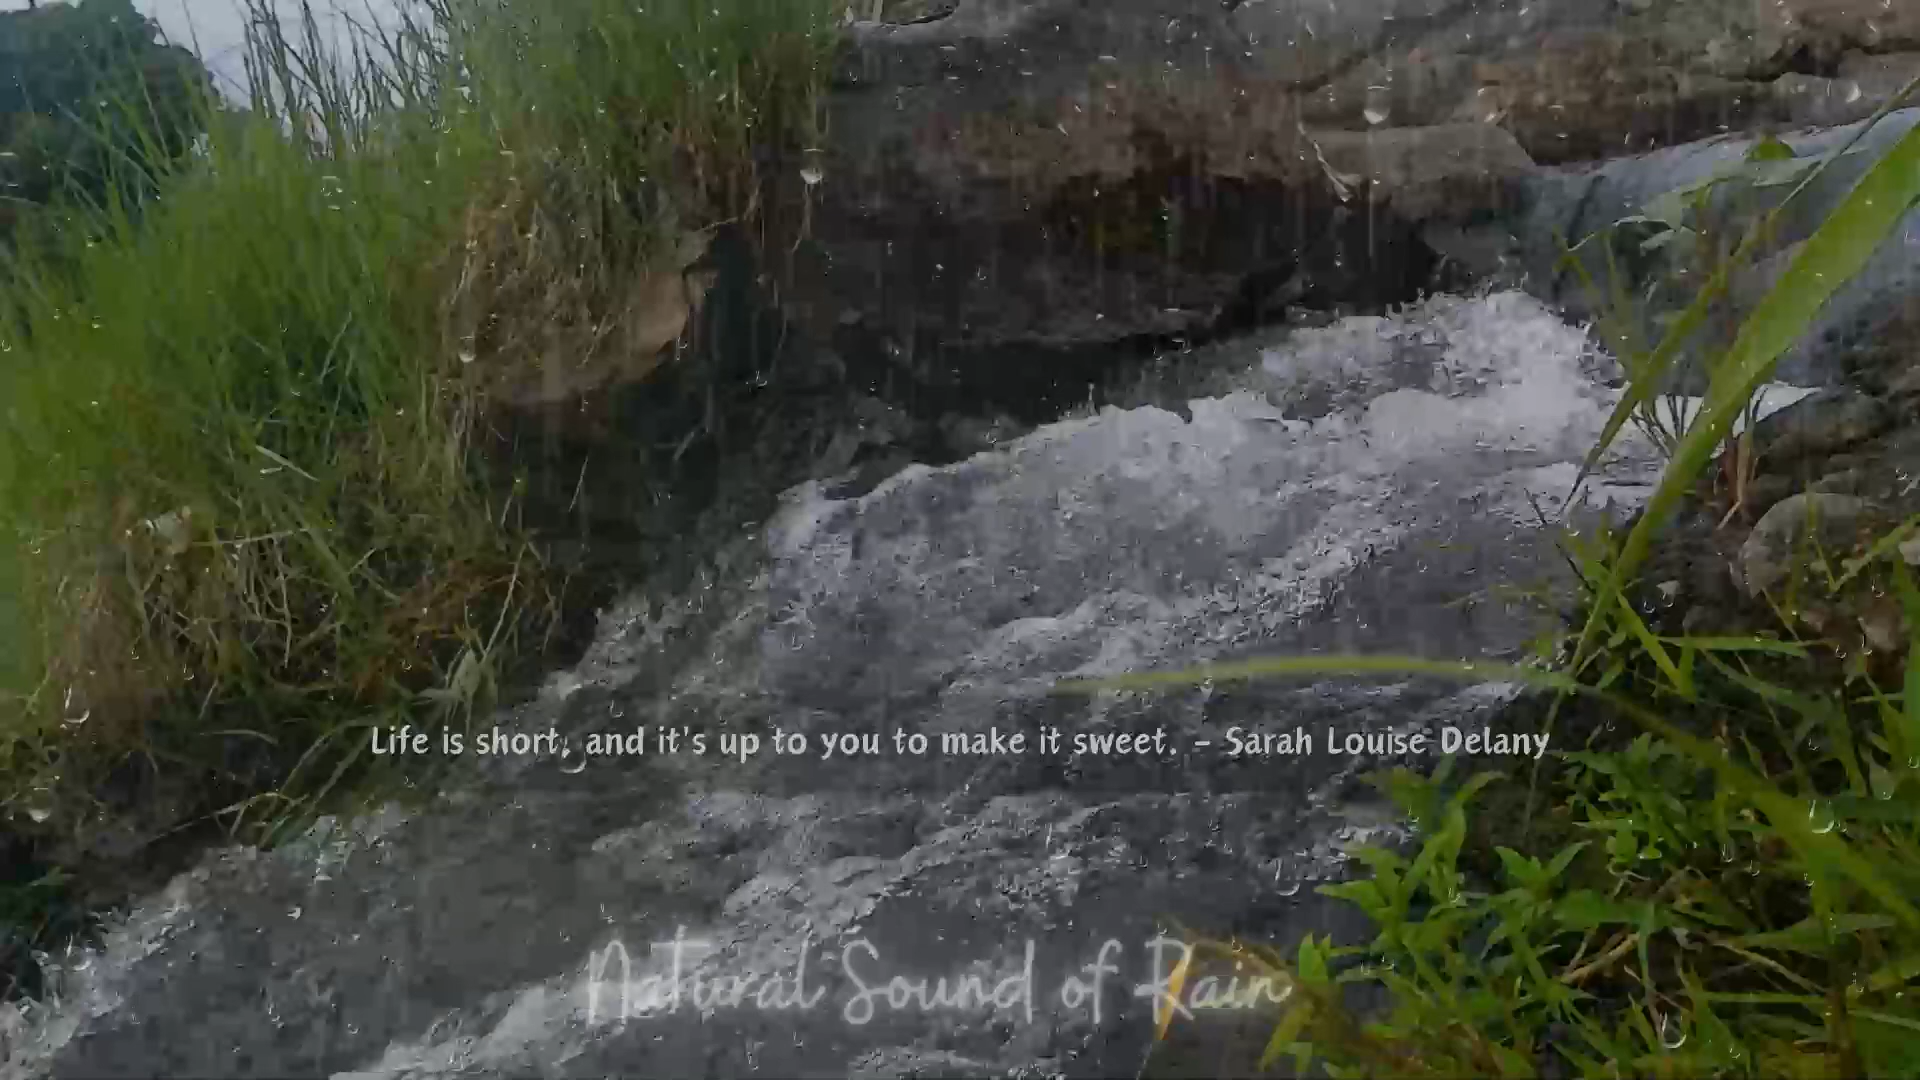 Life is short, and it's up to you to make it sweet. – Sarah Louise Delany
Natural Sound of Rain